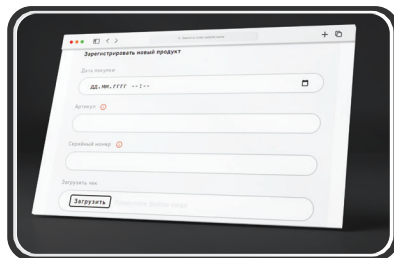 Зарегистрировать новый продукт
Дата покупки
ДД.ММ.ГГГГ --:--
Артикул
Серийный номер
Загрузить чек
Загрузить